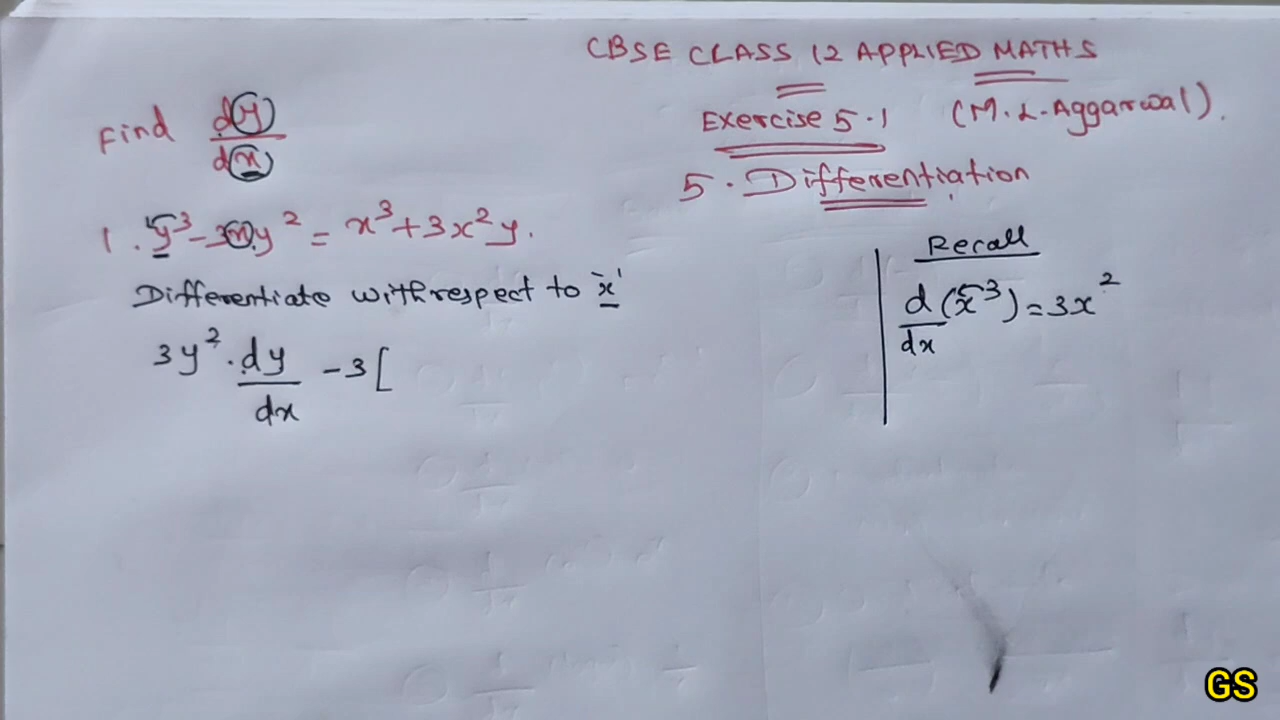 CBSE CLASS 12 APPLIED MATHS
Exercise 5.1 (M.L.Aggarwal).
5. Differentiation
Find dy/dx
1. y³ - 3xy² = x³ + 3x²y.
Differentiate with respect to 'x'
3y² . dy/dx - 3[
Recall
d/dx (x³) = 3x²
GS